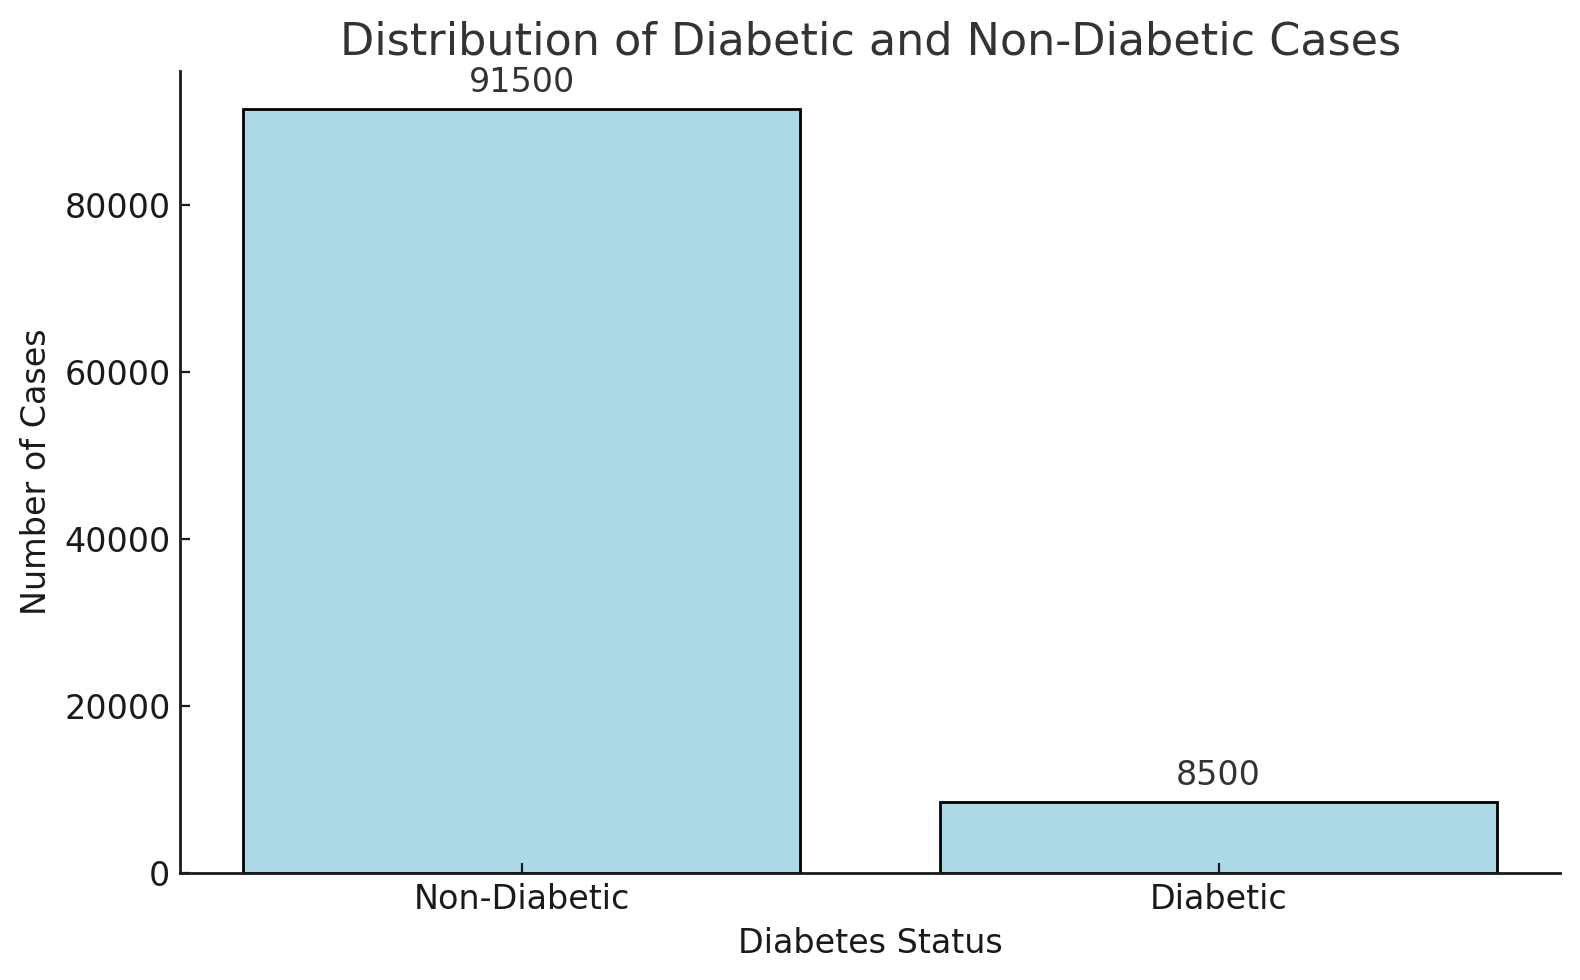 Distribution of Diabetic and Non-Diabetic Cases
91500
80000
60000
40000
20000
0
Number of Cases
8500
Non-Diabetic
Diabetic
Diabetes Status